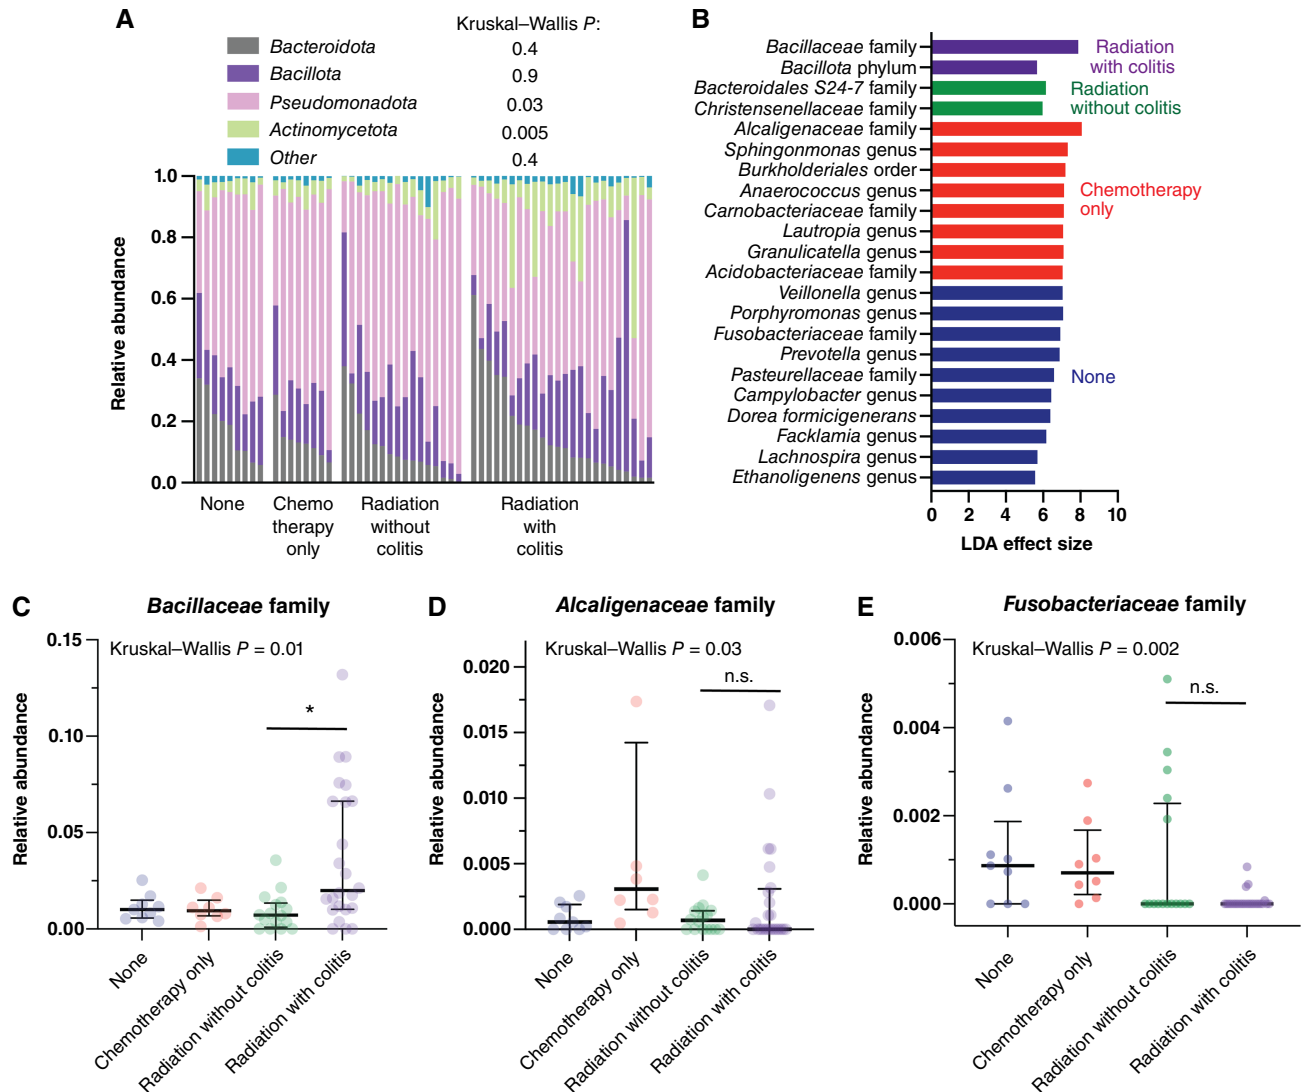 A
Kruskal–Wallis P:
Bacteroidota 0.4
Bacillota 0.9
Pseudomonadota 0.03
Actinomycetota 0.005
Other 0.4
Relative abundance
1.0
0.8
0.6
0.4
0.2
0.0
None
Chemo
therapy
only
Radiation
without
colitis
Radiation
with
colitis
B
Bacillaceae family
Bacillota phylum
Bacteroidales S24-7 family
Christensenellaceae family
Alcaligenaceae family
Sphingonmonas genus
Burkholderiales order
Anaerococcus genus
Carnobacteriaceae family
Lautropia genus
Granulicatella genus
Acidobacteriaceae family
Veillonella genus
Porphyromonas genus
Fusobacteriaceae family
Prevotella genus
Pasteurellaceae family
Campylobacter genus
Dorea formicigenerans
Facklamia genus
Lachnospira genus
Ethanoligenens genus
Radiation
with colitis
Radiation
without colitis
Chemotherapy
only
None
0 2 4 6 8 10
LDA effect size
C
Bacillaceae family
Kruskal–Wallis P = 0.01
*
Relative abundance
0.15
0.10
0.05
0.00
None
Chemotherapy only
Radiation without colitis
Radiation with colitis
D
Alcaligenaceae family
Kruskal–Wallis P = 0.03
n.s.
Relative abundance
0.020
0.015
0.010
0.005
0.000
None
Chemotherapy only
Radiation without colitis
Radiation with colitis
E
Fusobacteriaceae family
Kruskal–Wallis P = 0.002
n.s.
Relative abundance
0.006
0.004
0.002
0.000
None
Chemotherapy only
Radiation without colitis
Radiation with colitis